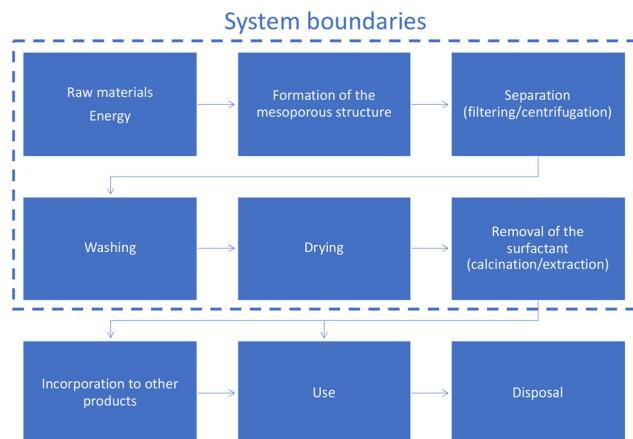 System boundaries
Raw materials
Energy
Formation of the
mesoporous structure
Separation
(filtering/centrifugation)
Washing
Drying
Removal of the
surfactant
(calcination/extraction)
Incorporation to other
products
Use
Disposal